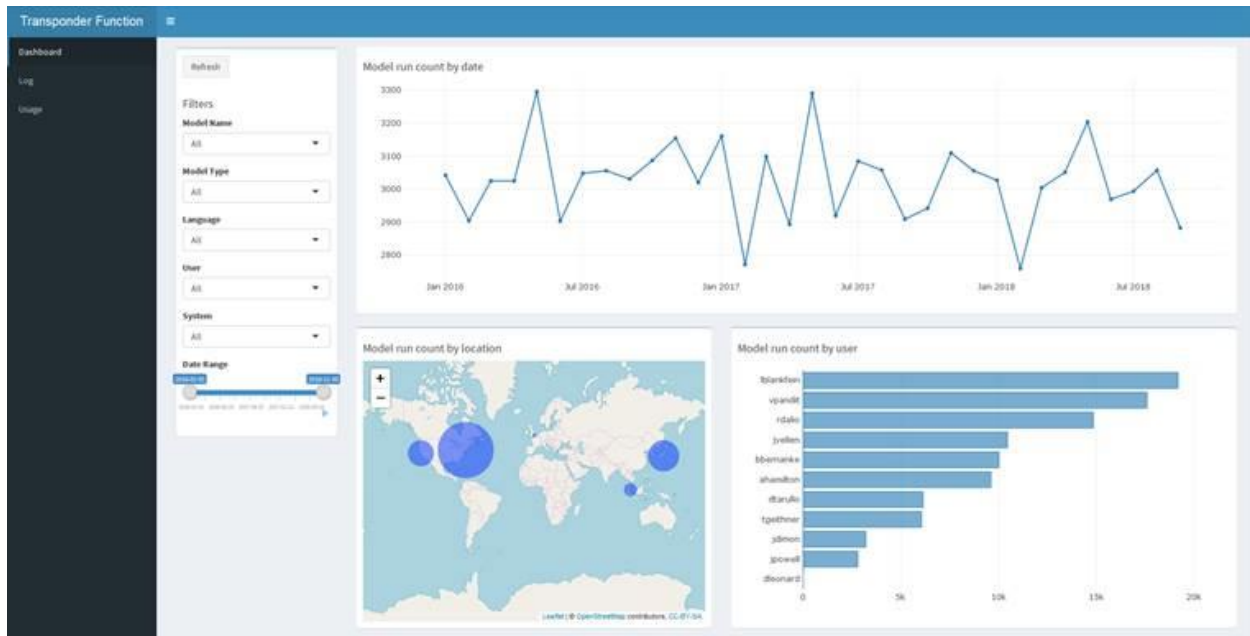 Transponder Function
Dashboard
Log
Usage
Refresh
Filters
Model Name
All
Model Type
All
Language
All
User
All
System
All
Date Range
Model run count by date
3300
3200
3100
3000
2900
2800
Jan 2016
Jul 2016
Jan 2017
Jul 2017
Jan 2018
Jul 2018
Model run count by location
+
−
Leaflet | © OpenStreetMap contributors, CC-BY-SA
Model run count by user
lblankfien
vpandit
rdalio
jvellen
bbernanke
ahamilton
dtarullo
tgeithner
jdimon
jpowell
dleonard
0
5k
10k
15k
20k